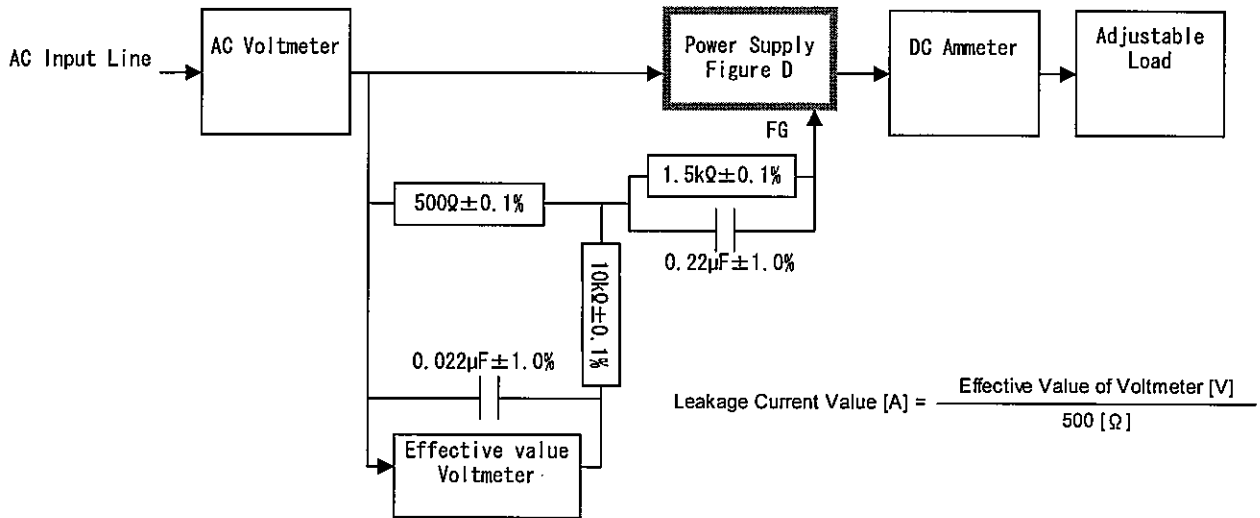 AC Input Line
AC Voltmeter
Power Supply
Figure D
DC Ammeter
Adjustable
Load
FG
1.5kΩ±0.1%
500Ω±0.1%
0.22μF±1.0%
10kΩ±0.1%
0.022μF±1.0%
Effective value
Voltmeter
Leakage Current Value [A] =
Effective Value of Voltmeter [V]
500 [Ω]